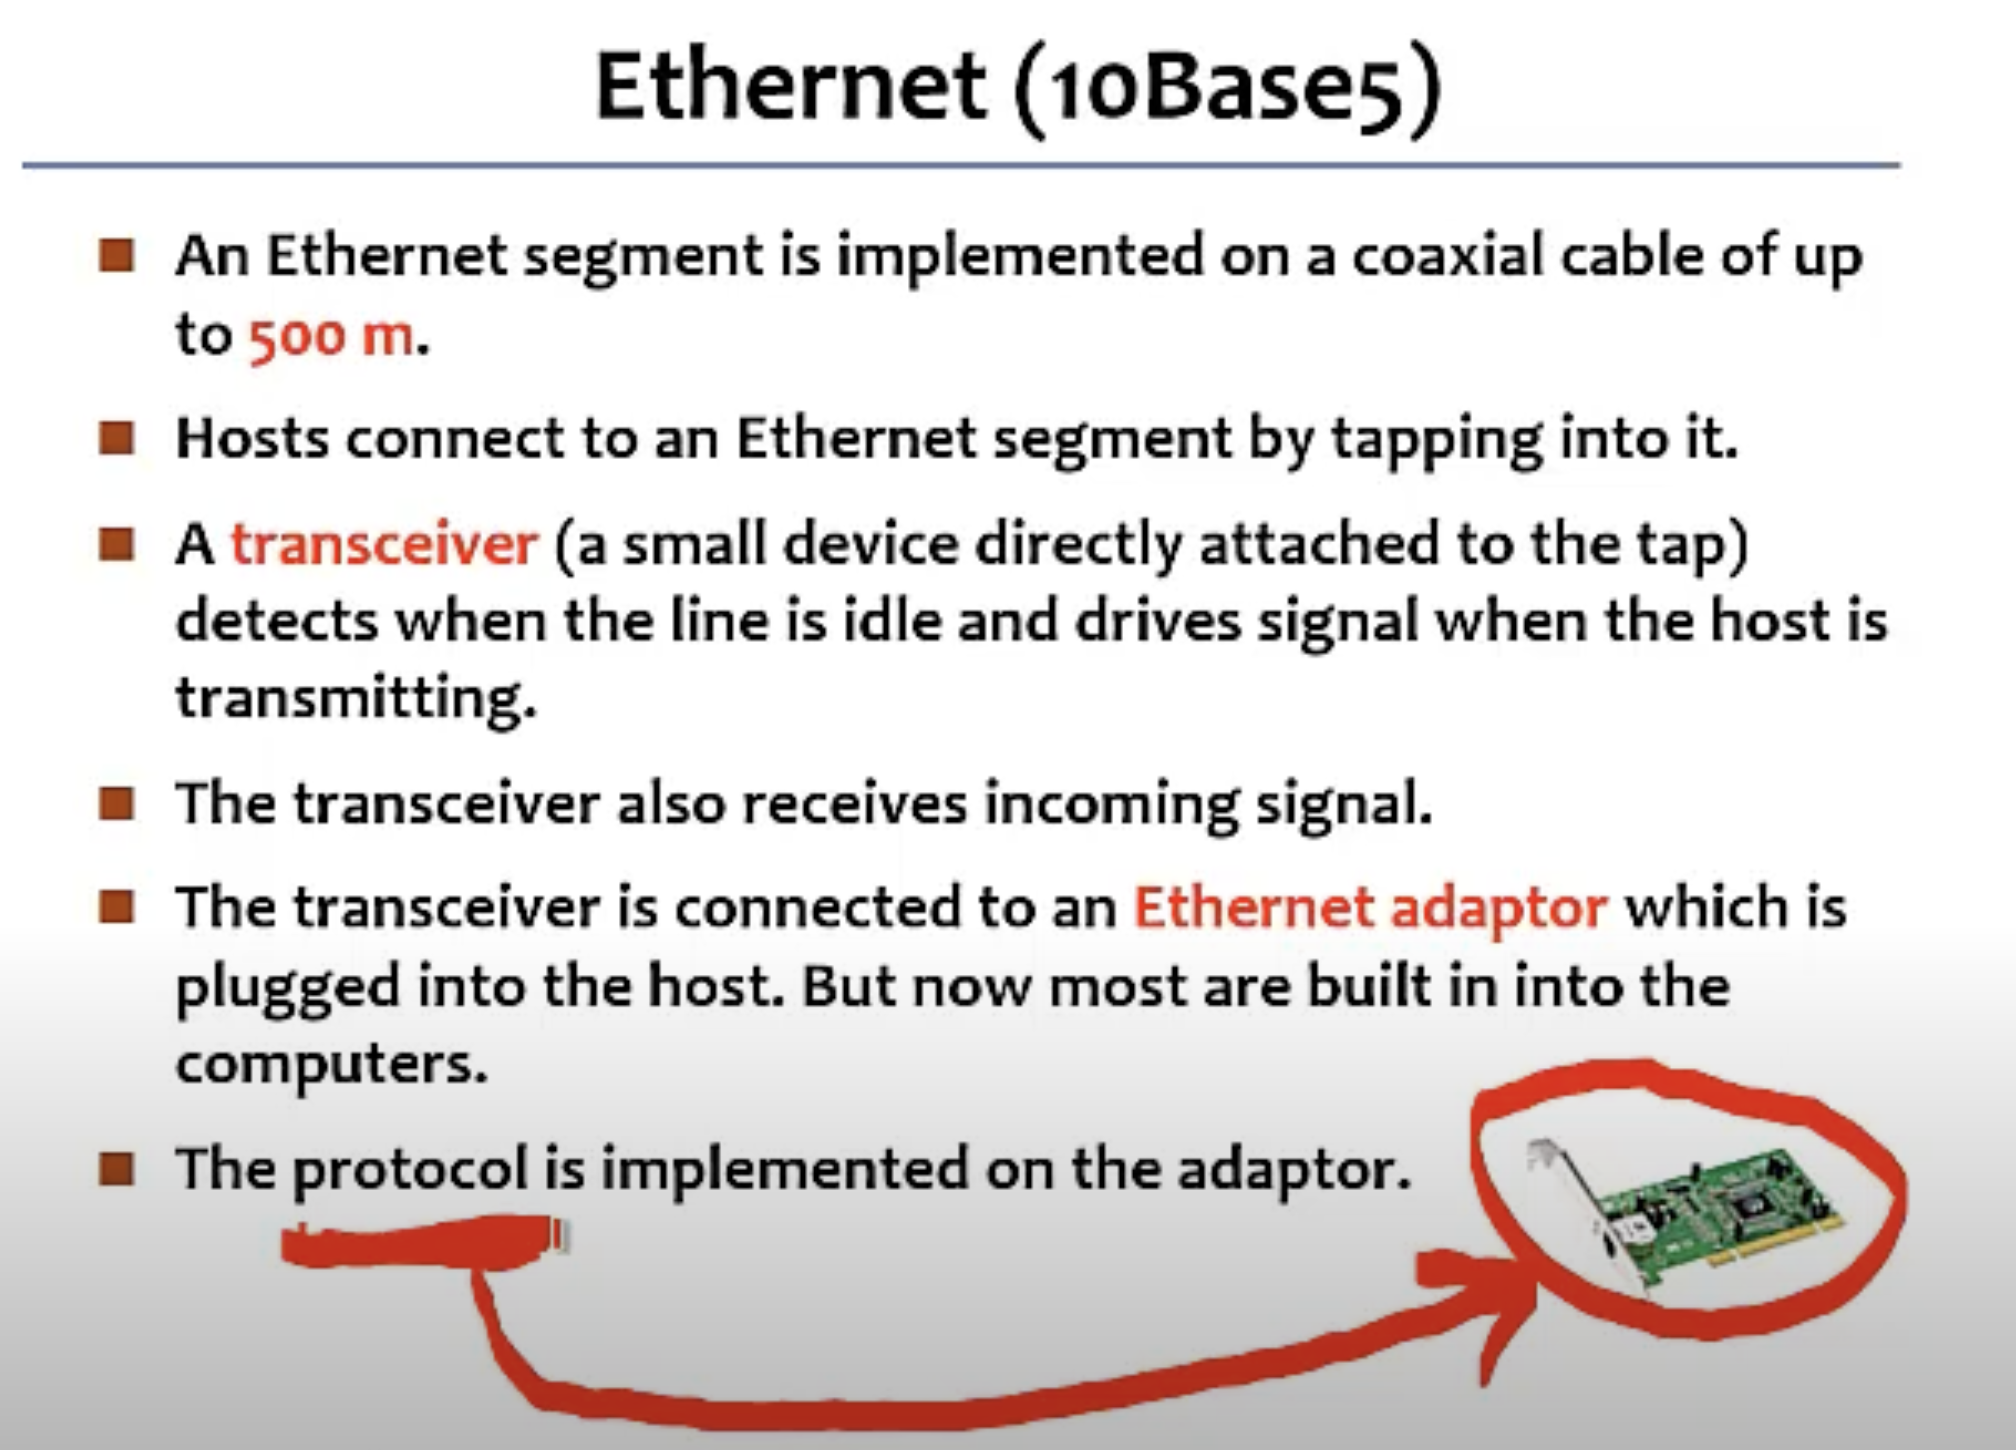 Ethernet (10Base5)
An Ethernet segment is implemented on a coaxial cable of up
to 500 m.
Hosts connect to an Ethernet segment by tapping into it.
A transceiver (a small device directly attached to the tap)
detects when the line is idle and drives signal when the host is
transmitting.
The transceiver also receives incoming signal.
The transceiver is connected to an Ethernet adaptor which is
plugged into the host. But now most are built in into the
computers.
The protocol is implemented on the adaptor.